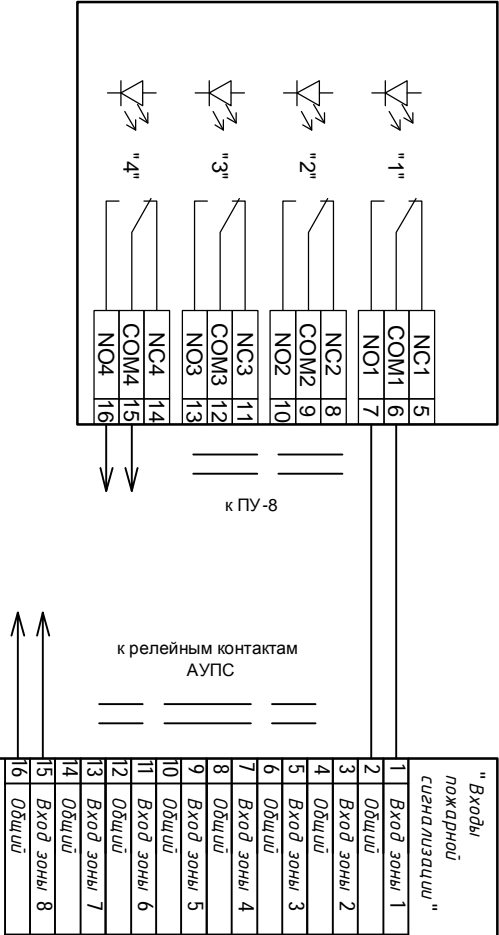 "1"
"2"
"3"
"4"
NC1 5
COM1 6
NO1 7
NC2 8
COM2 9
NO2 10
NC3 11
COM3 12
NO3 13
NC4 14
COM4 15
NO4 16
к ПУ-8
к релейным контактам
АУПС
"Входы
пожарной
сигнализации"
1 Вход зоны 1
2 Общий
3 Вход зоны 2
4 Общий
5 Вход зоны 3
6 Общий
7 Вход зоны 4
8 Общий
9 Вход зоны 5
10 Общий
11 Вход зоны 6
12 Общий
13 Вход зоны 7
14 Общий
15 Вход зоны 8
16 Общий